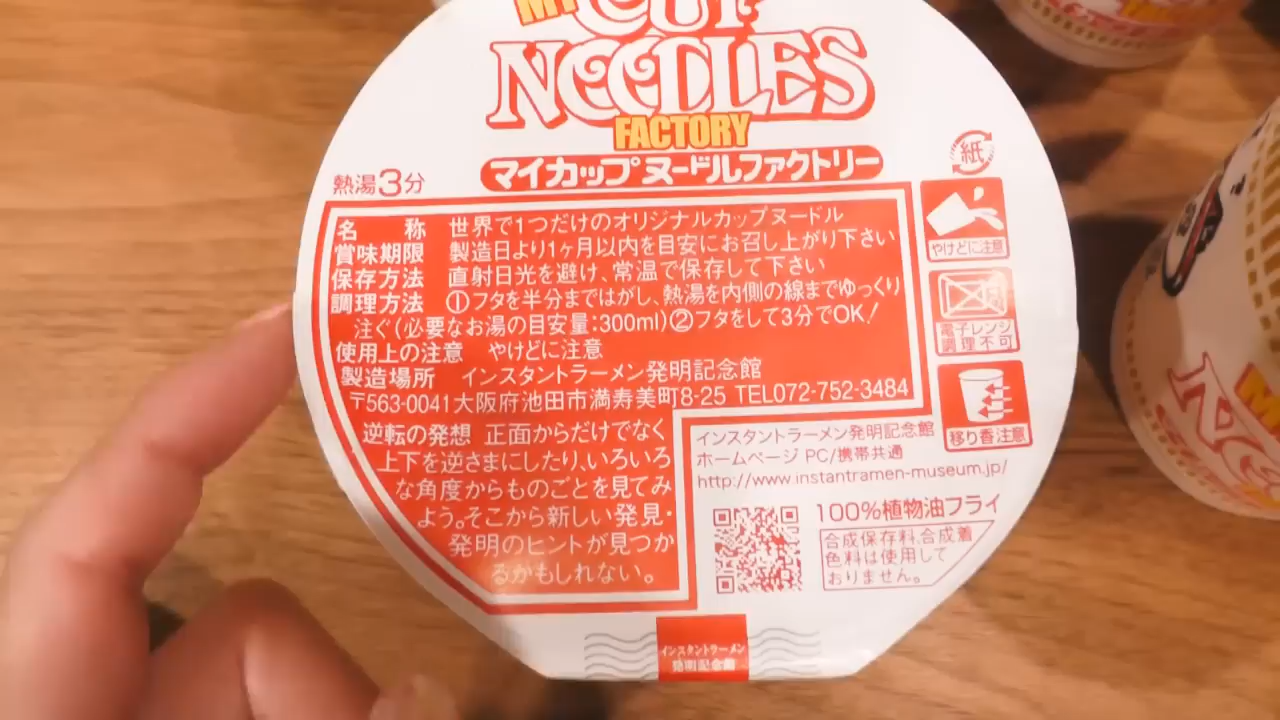 MY CUP
NOODLES
FACTORY
マイカップヌードルファクトリー
熱湯3分
紙
名 称 世界で1つだけのオリジナルカップヌードル
賞味期限 製造日より1ヶ月以内を目安にお召し上がり下さい
保存方法 直射日光を避け、常温で保存して下さい
調理方法 ①フタを半分まではがし、熱湯を内側の線までゆっくり
注ぐ(必要なお湯の目安量:300ml)②フタをして3分でOK!
使用上の注意 やけどに注意
製造場所 インスタントラーメン発明記念館
〒563-0041大阪府池田市満寿美町8-25 TEL072-752-3484
やけどに注意
電子レンジ
調理不可
移り香注意
逆転の発想 正面からだけでなく
上下を逆さまにしたり、いろいろ
な角度からものごとを見てみ
よう。そこから新しい発見・
発明のヒントが見つか
るかもしれない。
インスタントラーメン発明記念館
ホームページ PC/携帯共通
http://www.instantramen-museum.jp/
100%植物油フライ
合成保存料、合成着
色料は使用して
おりません。
インスタントラーメン
発明記念館